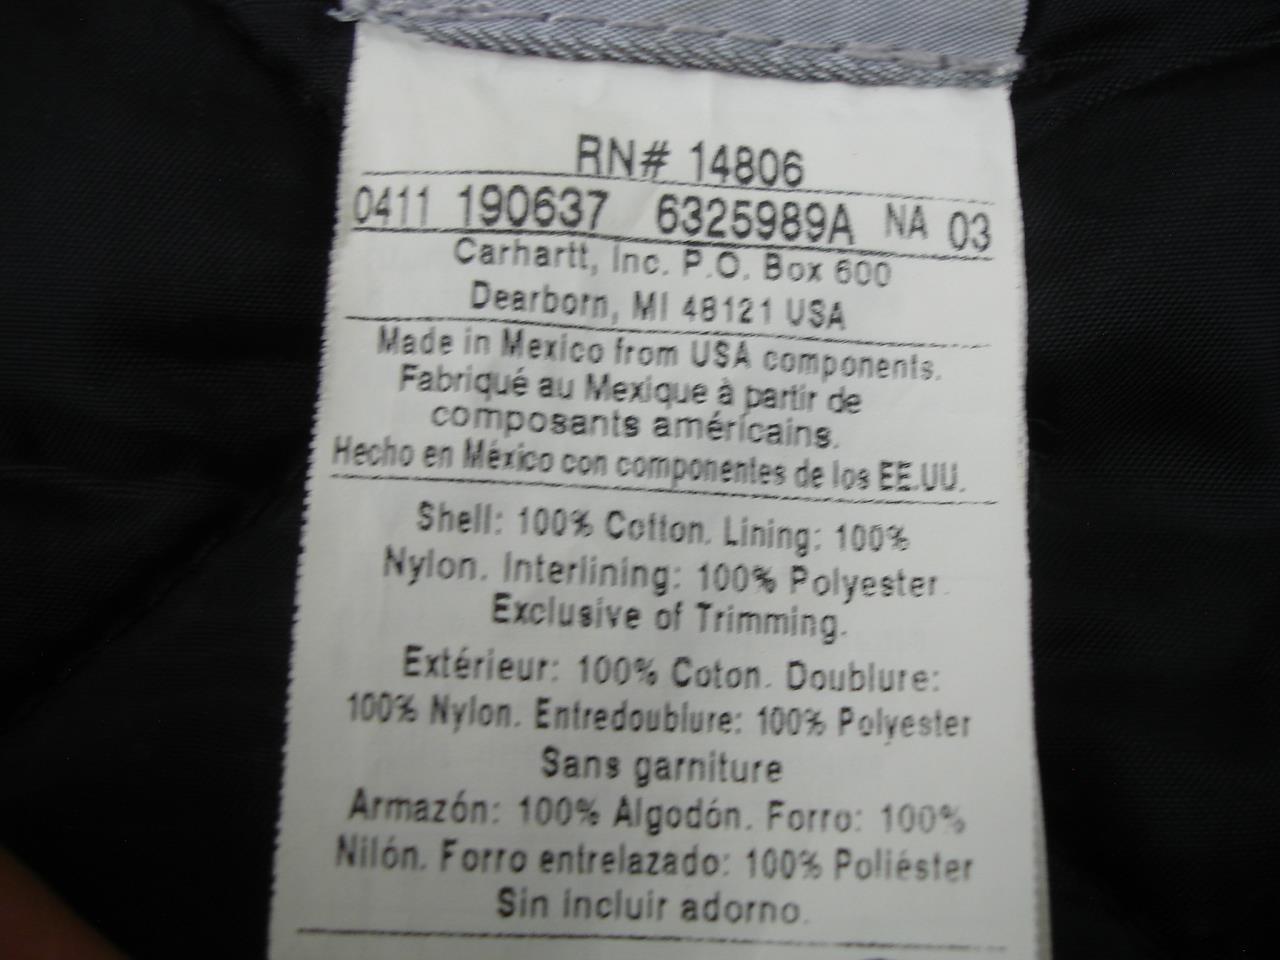 RN# 14806
0411 190637 6325989A NA 03
Carhartt, Inc. P.O. Box 600
Dearborn, MI 48121 USA
Made in Mexico from USA components.
Fabriqué au Mexique à partir de
composants américains.
Hecho en México con componentes de los EE.UU.
Shell: 100% Cotton. Lining: 100%
Nylon. Interlining: 100% Polyester.
Exclusive of Trimming.
Extérieur: 100% Coton. Doublure:
100% Nylon. Entredoublure: 100% Polyester
Sans garniture
Armazón: 100% Algodón. Forro: 100%
Nilón. Forro entrelazado: 100% Poliéster
Sin incluir adorno.